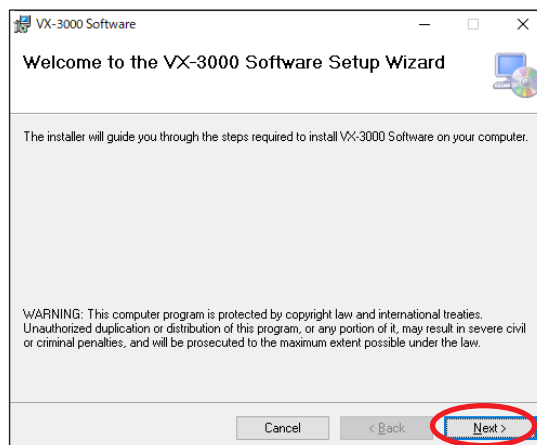 VX-3000 Software
Welcome to the VX-3000 Software Setup Wizard
The installer will guide you through the steps required to install VX-3000 Software on your computer.
WARNING: This computer program is protected by copyright law and international treaties.
Unauthorized duplication or distribution of this program, or any portion of it, may result in severe civil
or criminal penalties, and will be prosecuted to the maximum extent possible under the law.
Cancel < Back Next >